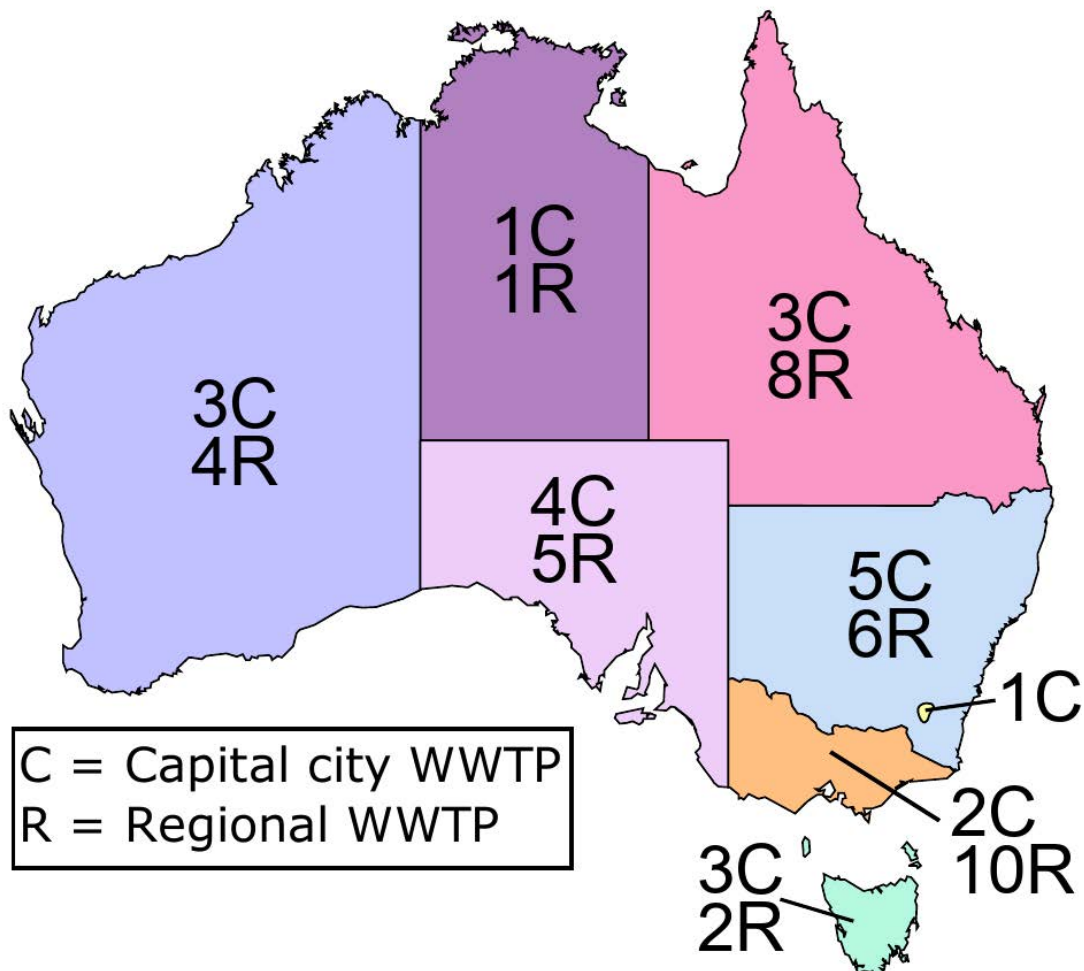 1C
1R
3C
8R
3C
4R
4C
5R
5C
6R
1C
C = Capital city WWTP
R = Regional WWTP
2C
10R
3C
2R